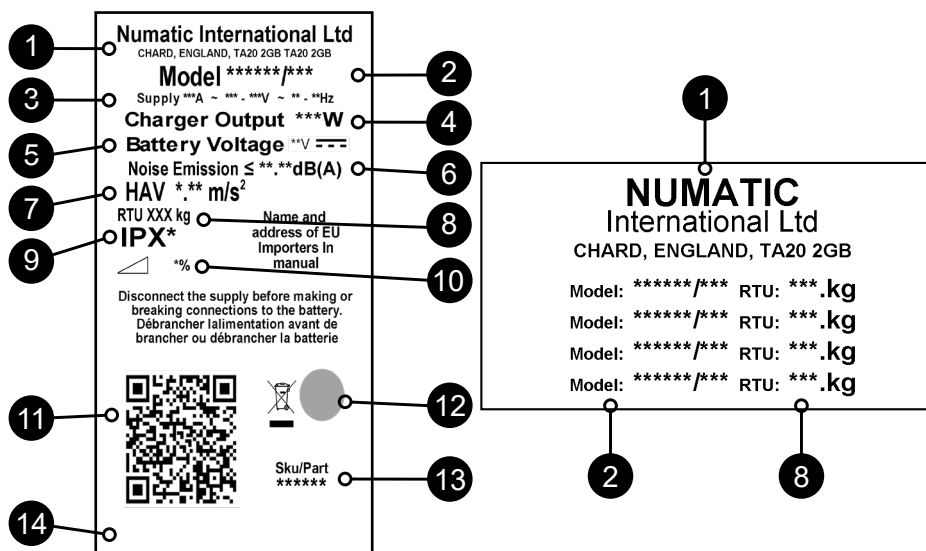 Numatic International Ltd
CHARD, ENGLAND, TA20 2GB TA20 2GB
Model ******/***
Supply ***A ~ *** - ***V ~ ** - **Hz
Charger Output ***W
Battery Voltage **V
Noise Emission ≤ **.**dB(A)
HAV *.** m/s²
RTU XXX kg
IPX*
Name and
address of EU
Importers In
manual
*%
Disconnect the supply before making or
breaking connections to the battery.
Débrancher lalimentation avant de
brancher ou débrancher la batterie
Sku/Part
******
1
2
3
4
5
6
7
8
9
10
11
12
13
14
1
NUMATIC
International Ltd
CHARD, ENGLAND, TA20 2GB
Model: ******/*** RTU: ***.kg
Model: ******/*** RTU: ***.kg
Model: ******/*** RTU: ***.kg
Model: ******/*** RTU: ***.kg
2
8